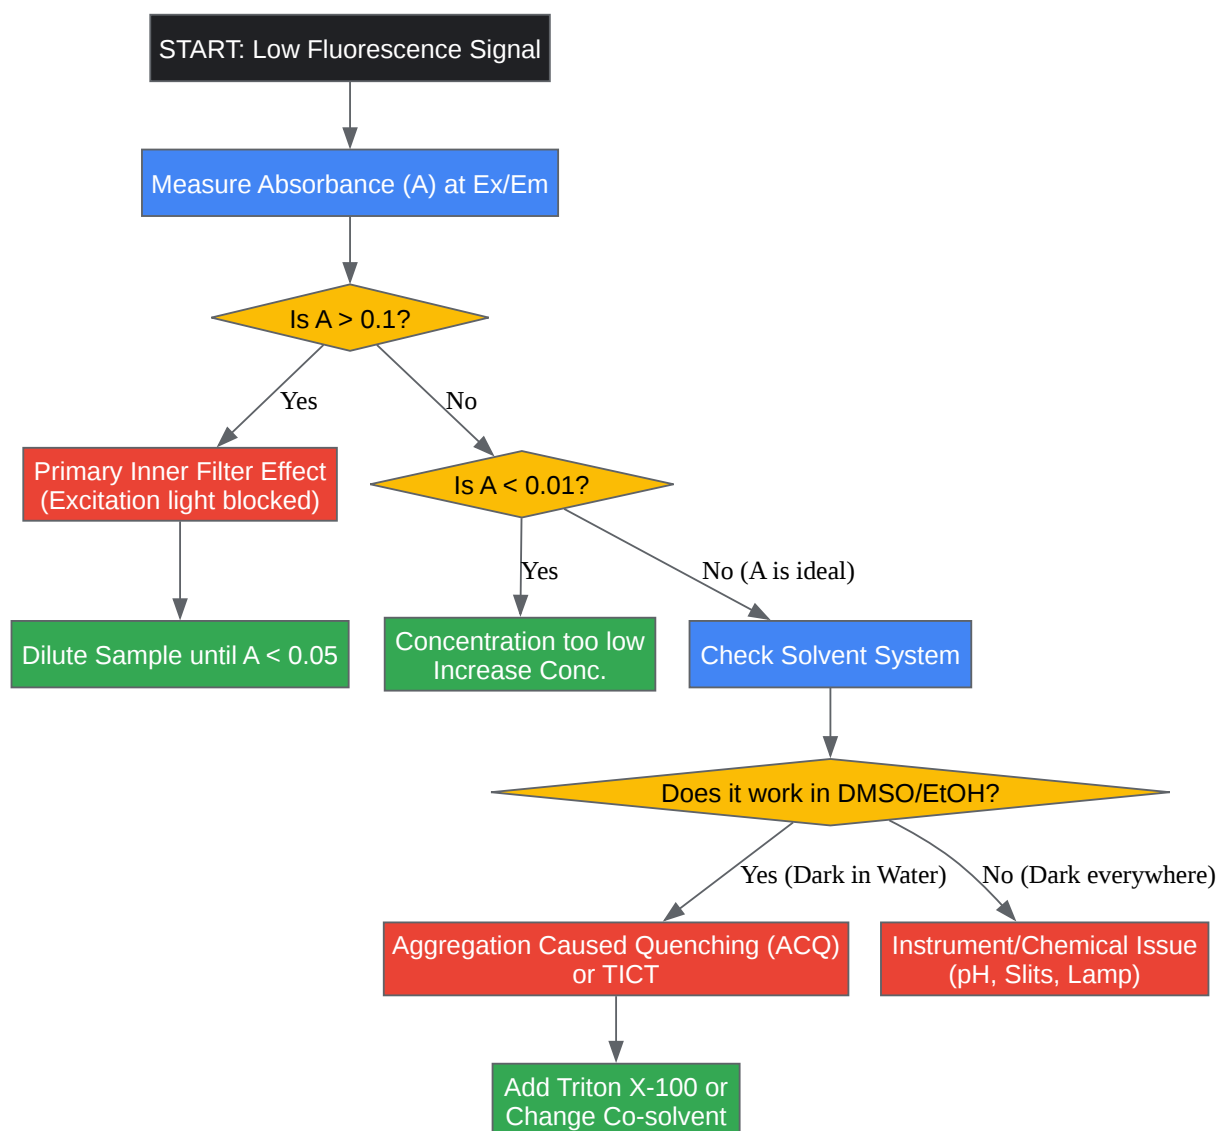 START: Low Fluorescence Signal
Measure Absorbance (A) at Ex/Em
Is A > 0.1?
Yes
No
Primary Inner Filter Effect
(Excitation light blocked)
Is A < 0.01?
Yes
No (A is ideal)
Dilute Sample until A < 0.05
Concentration too low
Increase Conc.
Check Solvent System
Does it work in DMSO/EtOH?
Yes (Dark in Water)
No (Dark everywhere)
Aggregation Caused Quenching (ACQ)
or TICT
Instrument/Chemical Issue
(pH, Slits, Lamp)
Add Triton X-100 or
Change Co-solvent